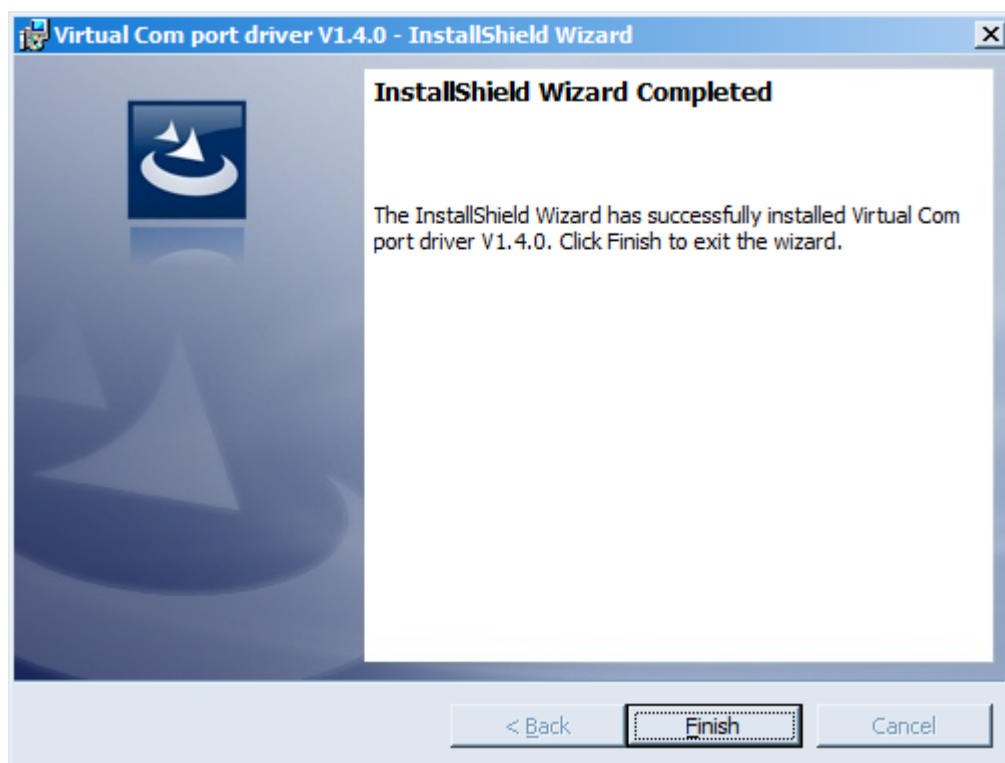 Virtual Com port driver V1.4.0 - InstallShield Wizard
InstallShield Wizard Completed
The InstallShield Wizard has successfully installed Virtual Com
port driver V1.4.0. Click Finish to exit the wizard.
< Back
Finish
Cancel